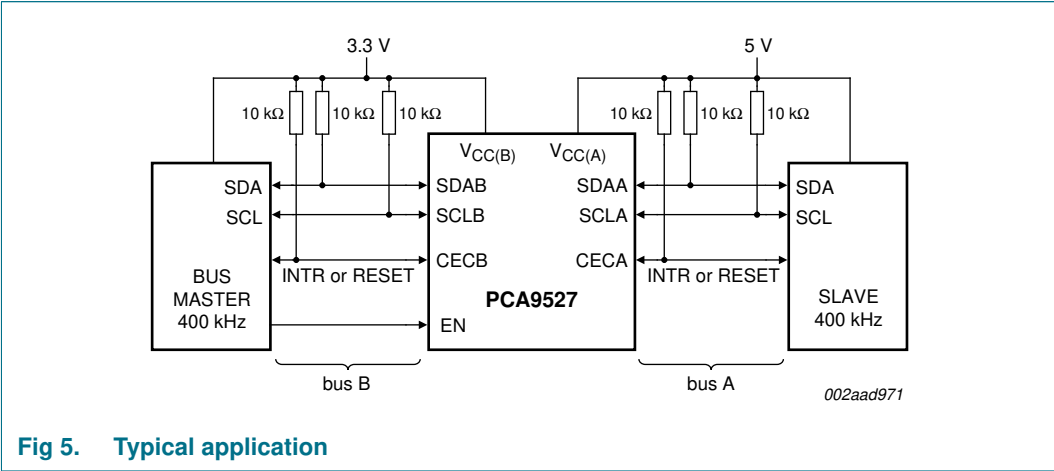 3.3 V
5 V
10 kΩ
10 kΩ
10 kΩ
10 kΩ
10 kΩ
10 kΩ
VCC(B)
VCC(A)
SDA
SDAB
SDAA
SDA
SCL
SCLB
SCLA
SCL
CECB
CECA
INTR or RESET
INTR or RESET
BUS
MASTER
400 kHz
PCA9527
SLAVE
400 kHz
EN
bus B
bus A
002aad971
Fig 5. Typical application